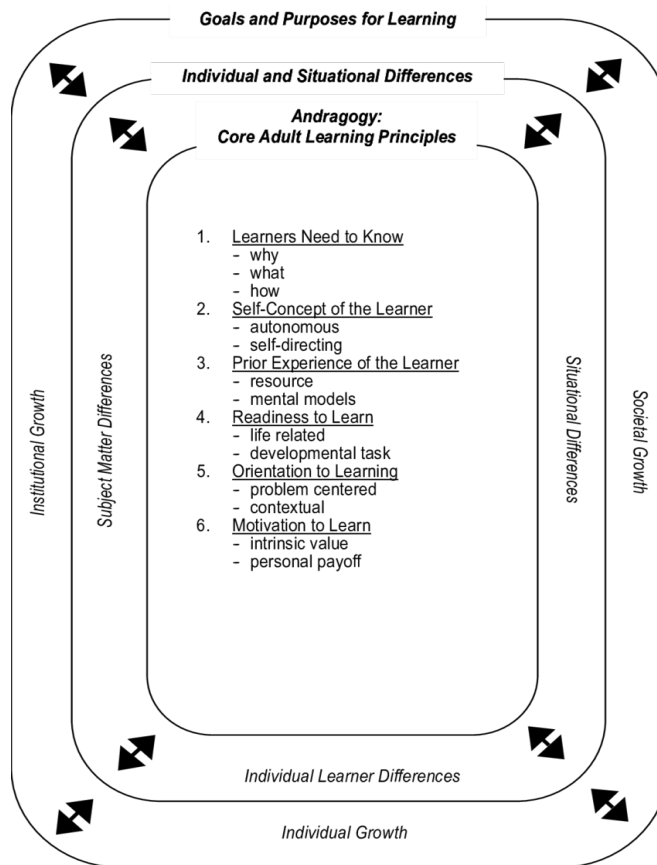 Goals and Purposes for Learning
Individual and Situational Differences
Andragogy:
Core Adult Learning Principles
1. Learners Need to Know
- why
- what
- how
2. Self-Concept of the Learner
- autonomous
- self-directing
3. Prior Experience of the Learner
- resource
- mental models
4. Readiness to Learn
- life related
- developmental task
5. Orientation to Learning
- problem centered
- contextual
6. Motivation to Learn
- intrinsic value
- personal payoff
Institutional Growth
Subject Matter Differences
Situational Differences
Societal Growth
Individual Learner Differences
Individual Growth